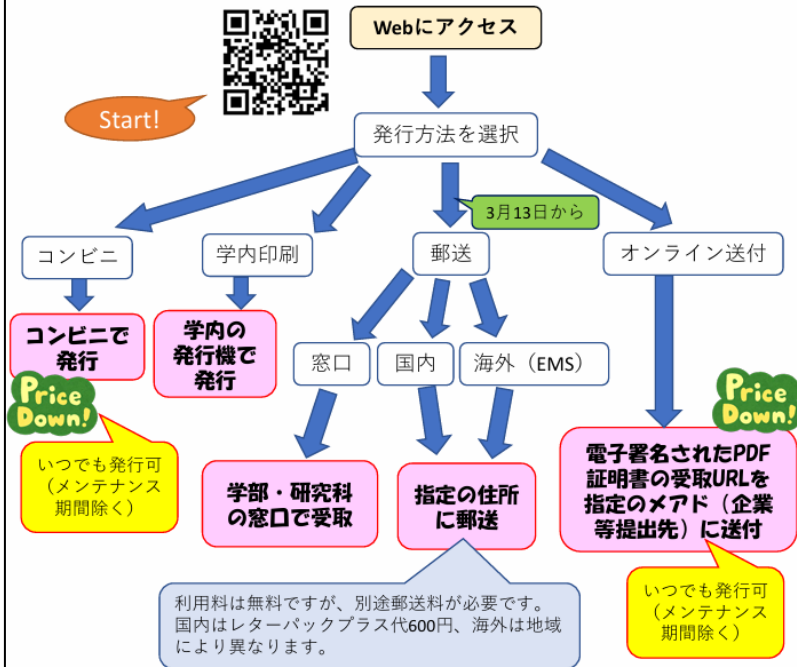 Webにアクセス
Start!
発行方法を選択
3月13日から
コンビニ
学内印刷
郵送
オンライン送付
コンビニで
発行
学内の
発行機で
発行
窓口
国内
海外（EMS）
Price
Down!
Price
Down!
いつでも発行可
（メンテナンス
期間除く）
学部・研究科
の窓口で受取
指定の住所
に郵送
電子署名されたPDF
証明書の受取URLを
指定のメアド（企業
等提出先）に送付
いつでも発行可
（メンテナンス
期間除く）
利用料は無料ですが、別途郵送料が必要です。
国内はレターパックプラス代600円、海外は地域
により異なります。